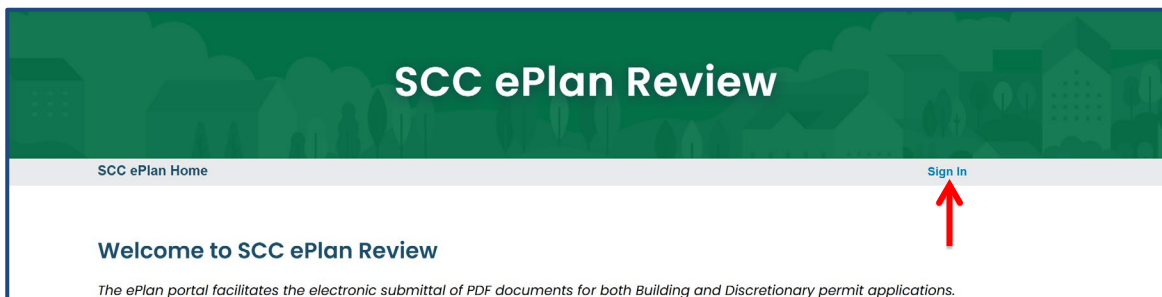 SCC ePlan Review
SCC ePlan Home
Sign In
Welcome to SCC ePlan Review
The ePlan portal facilitates the electronic submittal of PDF documents for both Building and Discretionary permit applications.